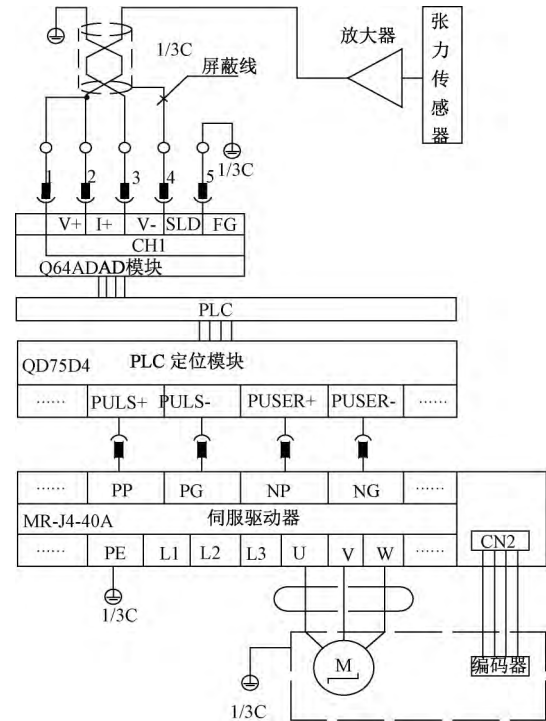 1/3C
屏蔽线
放大器
张力传感器
1 2 3 4 5
1/3C
V+ I+ V- SLD FG
CH1
Q64ADAD模块
PLC
QD75D4 PLC 定位模块
...... PULS+ PULS- PUSER+ PUSER- ......
...... PP PG NP NG ......
MR-J4-40A 伺服驱动器
...... PE L1 L2 L3 U V W ......
CN2
1/3C
M
编码器
1/3C